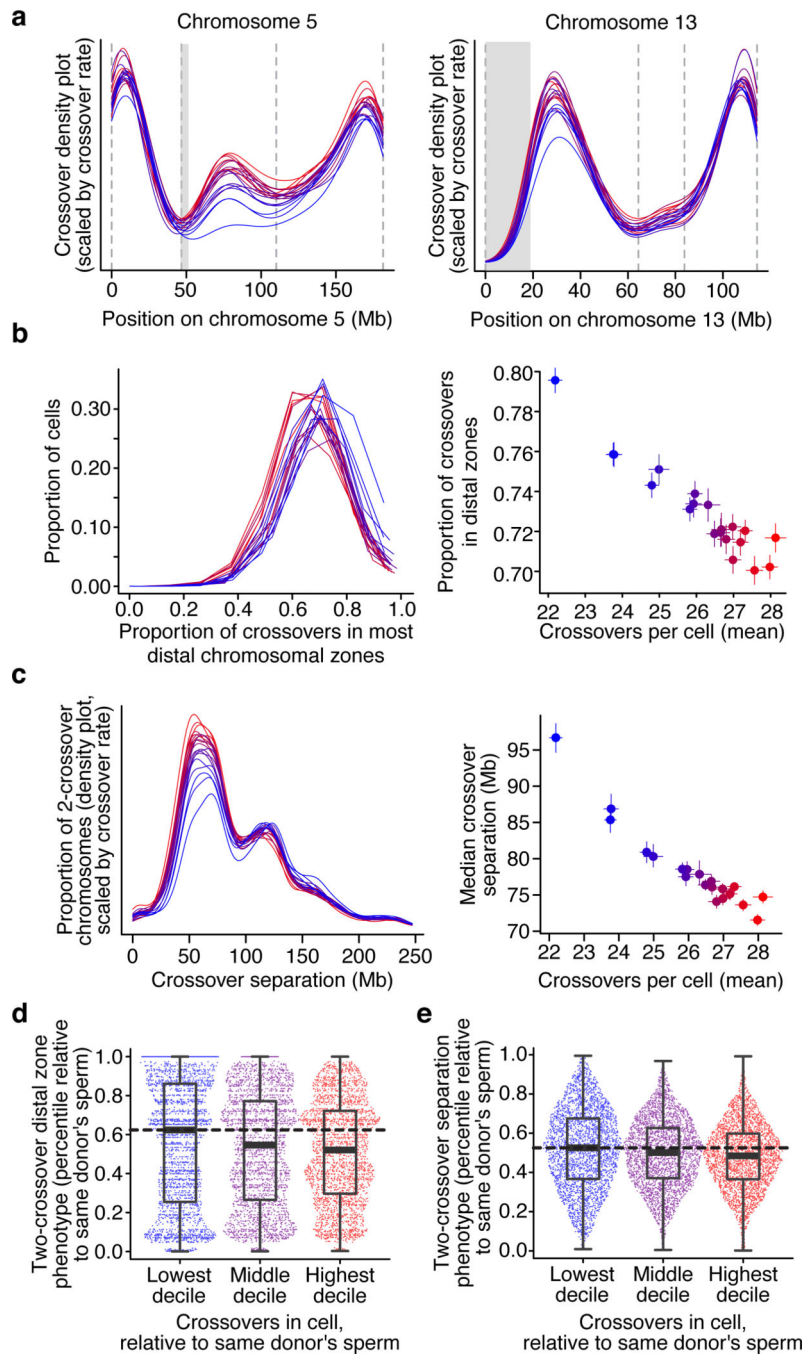 a
Chromosome 5
Crossover density plot
(scaled by crossover rate)
0 50 100 150
Position on chromosome 5 (Mb)
Chromosome 13
Crossover density plot
(scaled by crossover rate)
0 20 40 60 80 100
Position on chromosome 13 (Mb)
b
Proportion of cells
0.30
0.20
0.10
0.00
0.0 0.2 0.4 0.6 0.8 1.0
Proportion of crossovers in most
distal chromosomal zones
Proportion of crossovers
in distal zones
0.80
0.78
0.76
0.74
0.72
0.70
22 23 24 25 26 27 28
Crossovers per cell (mean)
c
Proportion of 2-crossover
chromosomes (density plot,
scaled by crossover rate)
0 50 100 150 200 250
Crossover separation (Mb)
Median crossover
separation (Mb)
95
90
85
80
75
70
22 23 24 25 26 27 28
Crossovers per cell (mean)
d
Two-crossover distal zone
phenotype (percentile relative
to same donor's sperm)
1.0
0.8
0.6
0.4
0.2
0.0
Lowest
decile
Middle
decile
Highest
decile
Crossovers in cell,
relative to same donor's sperm
e
Two-crossover separation
phenotype (percentile relative
to same donor's sperm)
1.0
0.8
0.6
0.4
0.2
0.0
Lowest
decile
Middle
decile
Highest
decile
Crossovers in cell,
relative to same donor's sperm